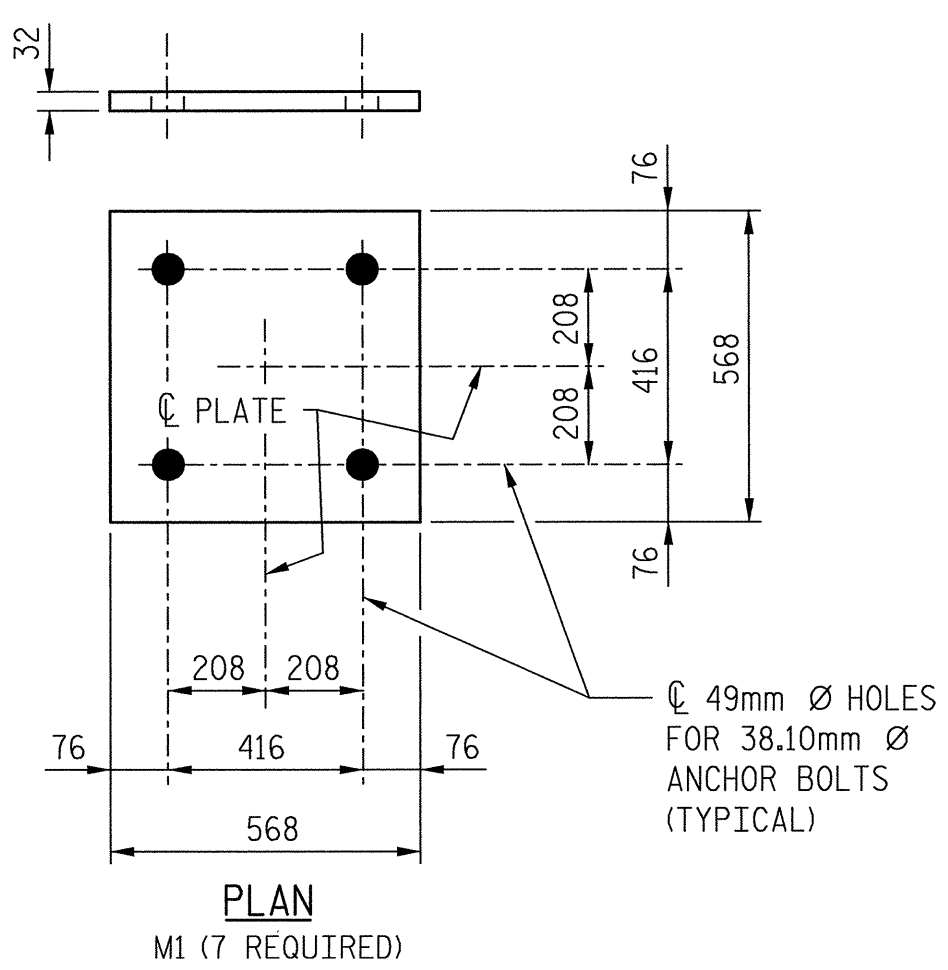 32
76
208
416
568
208
℄ PLATE
76
208 208
℄ 49mm Ø HOLES
FOR 38.10mm Ø
ANCHOR BOLTS
(TYPICAL)
76 416 76
568
PLAN
M1 (7 REQUIRED)